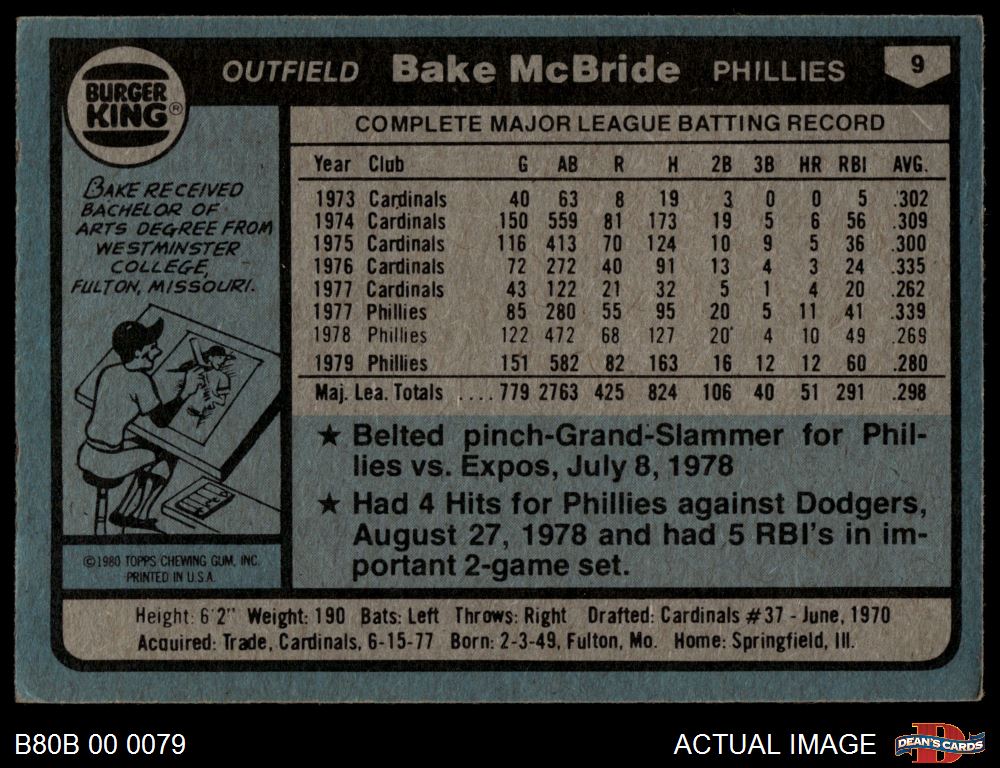 BURGER
KING®
OUTFIELD Bake McBride PHILLIES 9
BAKE RECEIVED
BACHELOR OF
ARTS DEGREE FROM
WESTMINSTER
COLLEGE,
FULTON, MISSOURI.
©1980 TOPPS CHEWING GUM, INC.
PRINTED IN U.S.A.
COMPLETE MAJOR LEAGUE BATTING RECORD
Year Club G AB R H 2B 3B HR RBI AVG.
1973 Cardinals 40 63 8 19 3 0 0 5 .302
1974 Cardinals 150 559 81 173 19 5 6 56 .309
1975 Cardinals 116 413 70 124 10 9 5 36 .300
1976 Cardinals 72 272 40 91 13 4 3 24 .335
1977 Cardinals 43 122 21 32 5 1 4 20 .262
1977 Phillies 85 280 55 95 20 5 11 41 .339
1978 Phillies 122 472 68 127 20 4 10 49 .269
1979 Phillies 151 582 82 163 16 12 12 60 .280
Maj. Lea. Totals .... 779 2763 425 824 106 40 51 291 .298
★ Belted pinch-Grand-Slammer for Phil-
lies vs. Expos, July 8, 1978
★ Had 4 Hits for Phillies against Dodgers,
August 27, 1978 and had 5 RBI's in im-
portant 2-game set.
Height: 6'2" Weight: 190 Bats: Left Throws: Right Drafted: Cardinals #37 - June, 1970
Acquired: Trade, Cardinals, 6-15-77 Born: 2-3-49, Fulton, Mo. Home: Springfield, Ill.
B80B 00 0079
ACTUAL IMAGE
D
DEAN'S CARDS